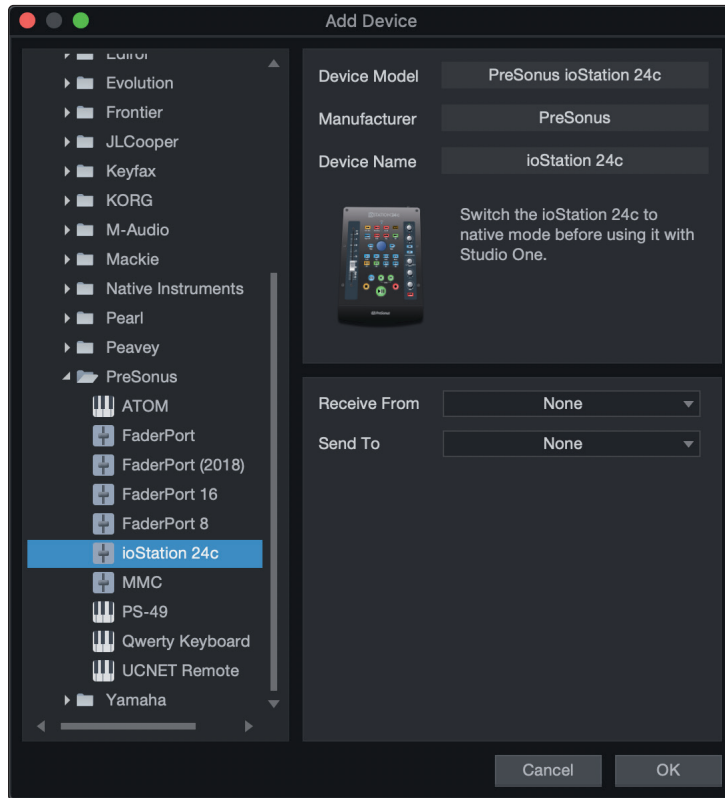 Add Device
Evolution
Frontier
JLCooper
Keyfax
KORG
M-Audio
Mackie
Native Instruments
Pearl
Peavey
PreSonus
ATOM
FaderPort
FaderPort (2018)
FaderPort 16
FaderPort 8
ioStation 24c
MMC
PS-49
Qwerty Keyboard
UCNET Remote
Yamaha
Device Model PreSonus ioStation 24c
Manufacturer PreSonus
Device Name ioStation 24c
Switch the ioStation 24c to
native mode before using it with
Studio One.
Receive From None
Send To None
Cancel OK